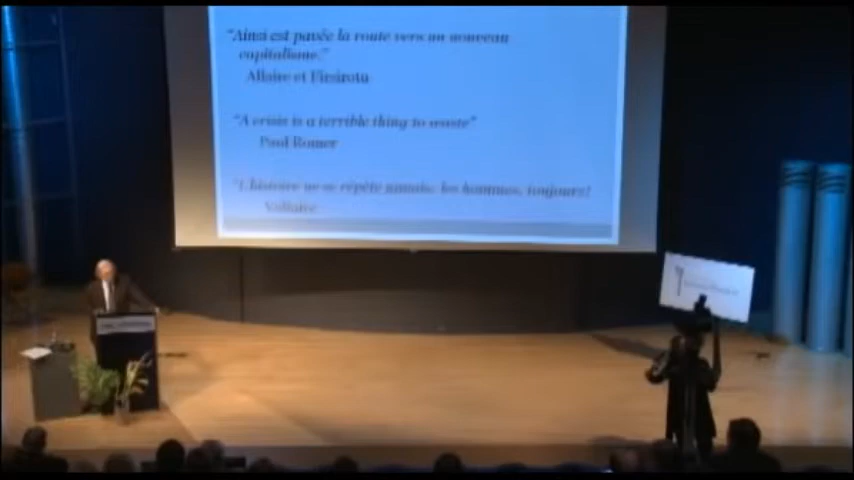 “Ainsi est pavée la route vers un nouveau
capitalisme.”
Allaire et Firsirotu
“A crisis is a terrible thing to waste”
Paul Romer
“L'histoire ne se répète jamais; les hommes, toujours!
Voltaire